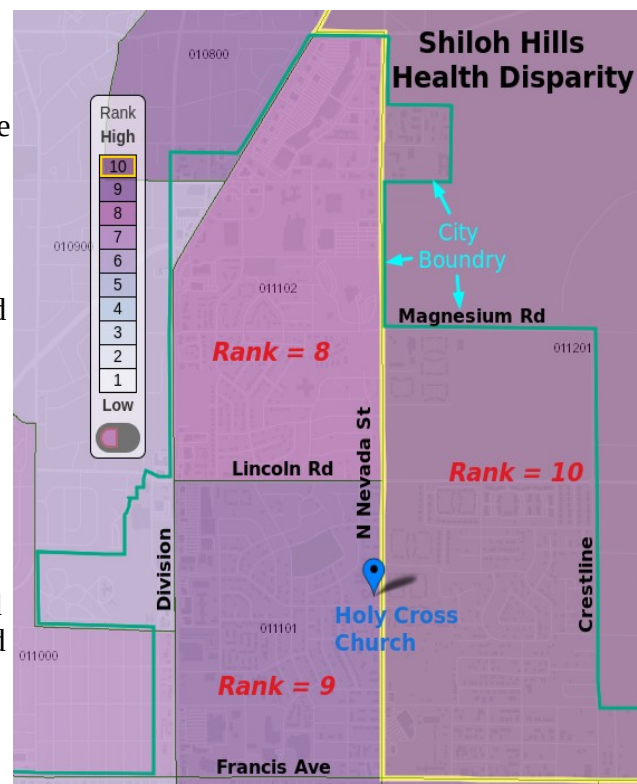 Shiloh Hills
Health Disparity
010800
Rank
High
10
9
8
7
6
5
4
3
2
1
Low
010900
City
Boundry
011102
Magnesium Rd
011201
Rank = 8
N Nevada St
Lincoln Rd
Rank = 10
Division
Crestline
Holy Cross
Church
011101
011000
Rank = 9
Francis Ave
e
d
d